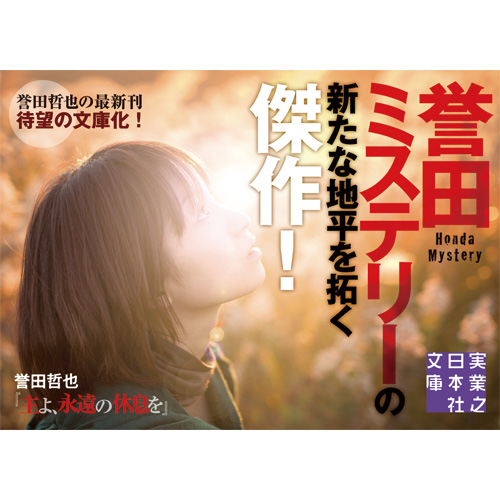 誉田
ミステリーの
Honda
Mystery
新たな地平を拓く
傑作！
誉田哲也の最新刊
待望の文庫化！
誉田哲也
『主よ、永遠の休息を』
実業之
日本社
文庫